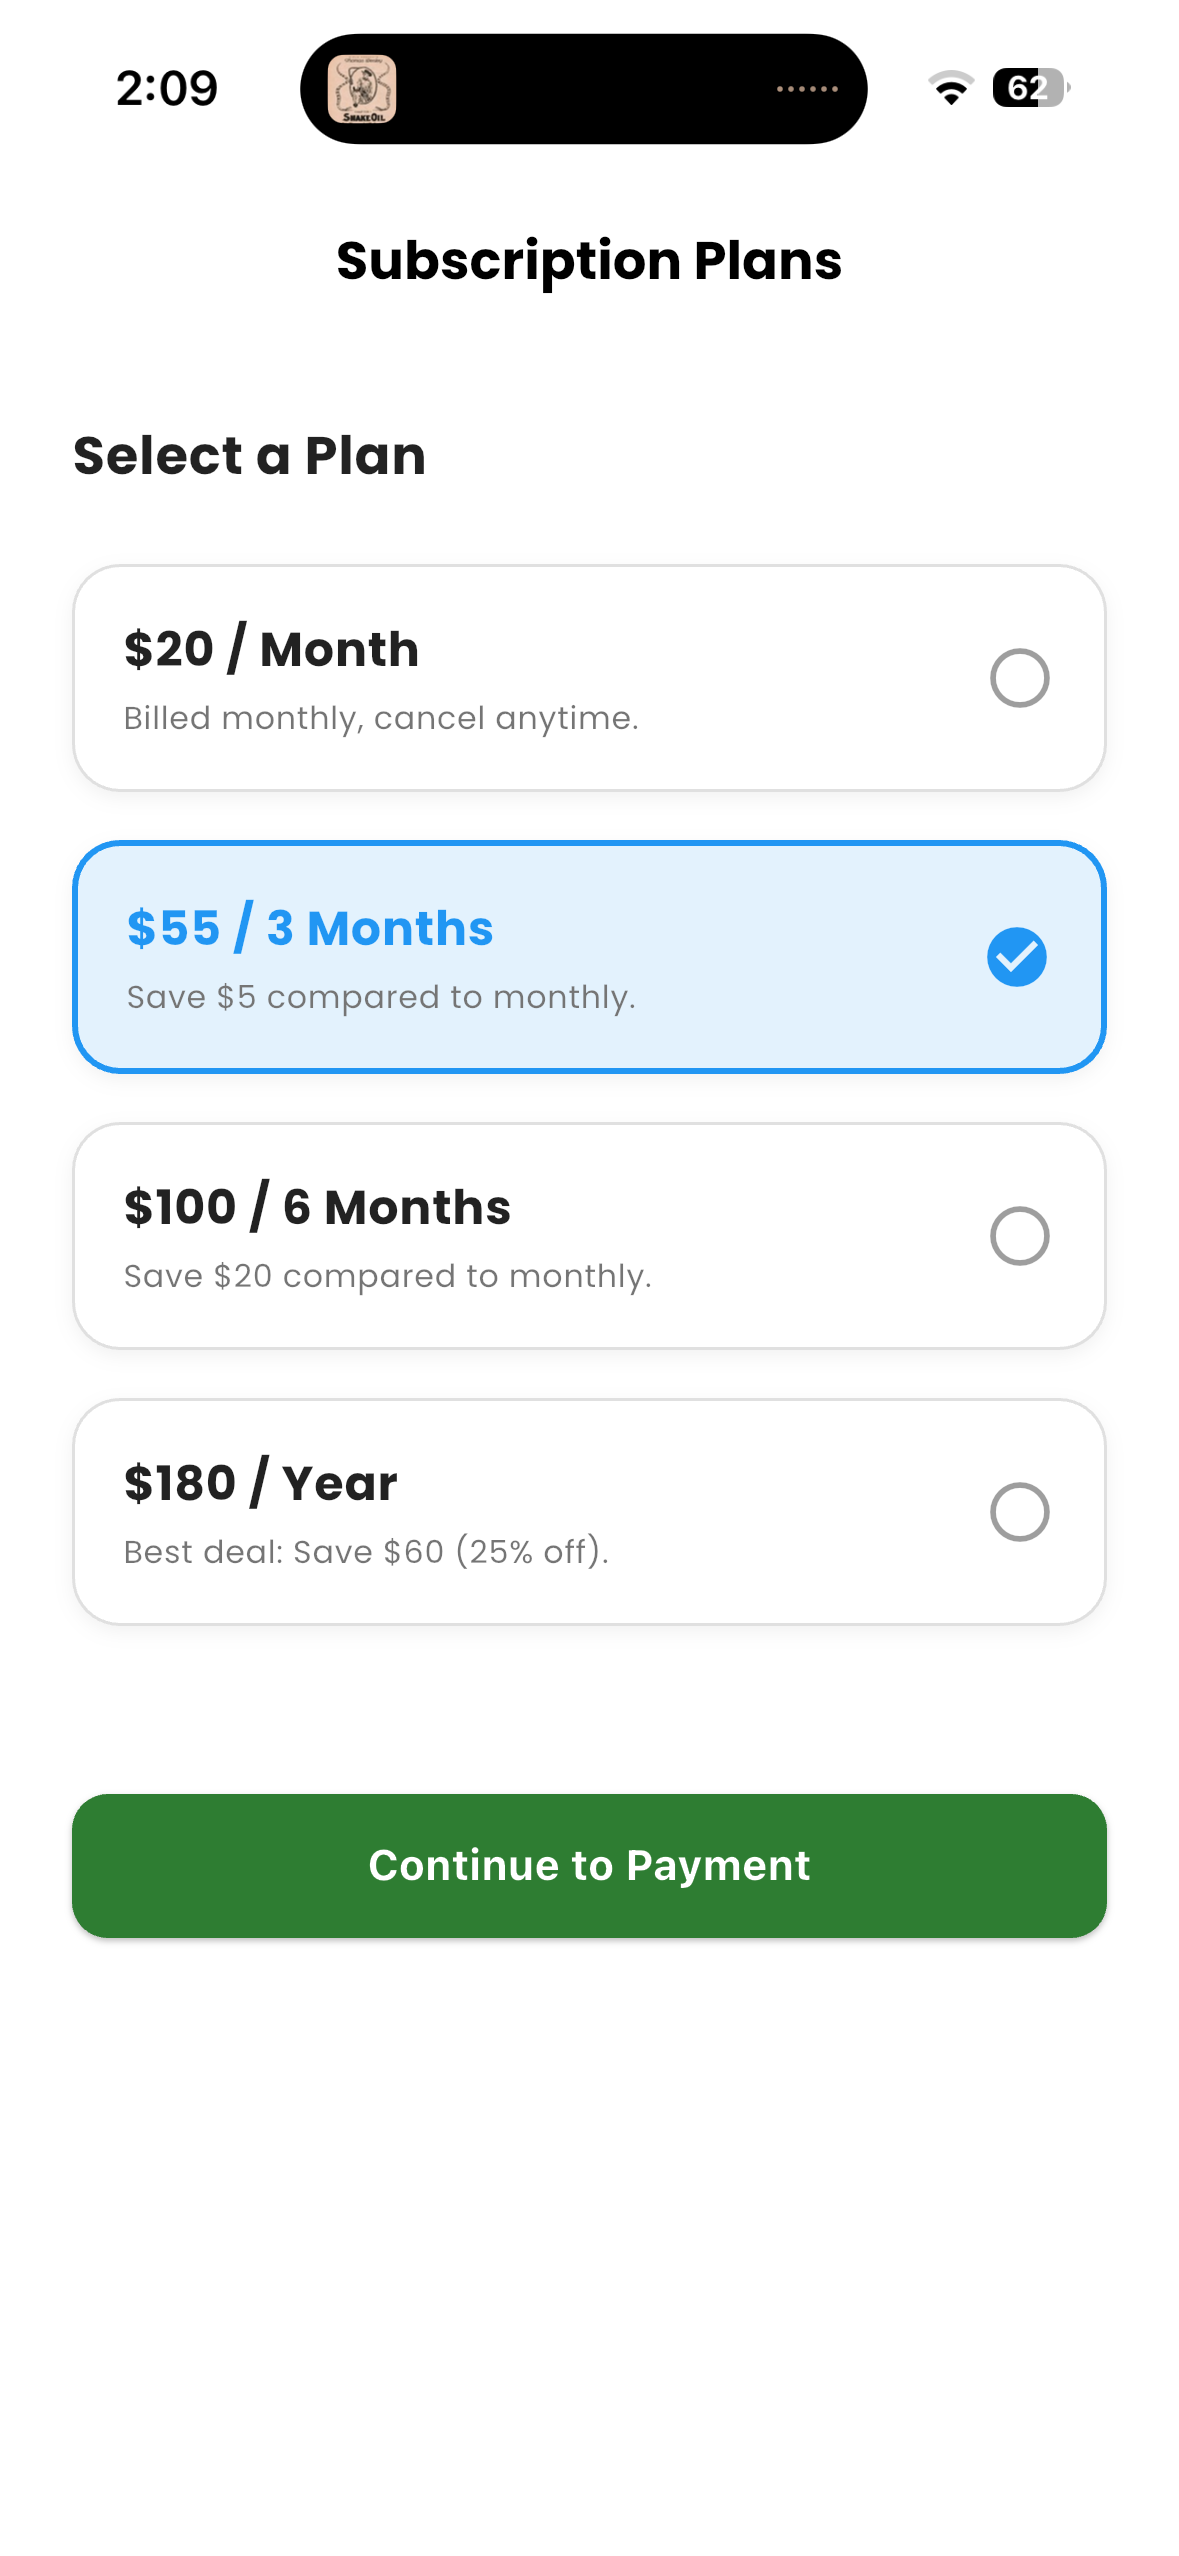 2:09
SNAKE OIL
62
Subscription Plans
Select a Plan
$20 / Month
Billed monthly, cancel anytime.
$55 / 3 Months
Save $5 compared to monthly.
$100 / 6 Months
Save $20 compared to monthly.
$180 / Year
Best deal: Save $60 (25% off).
Continue to Payment